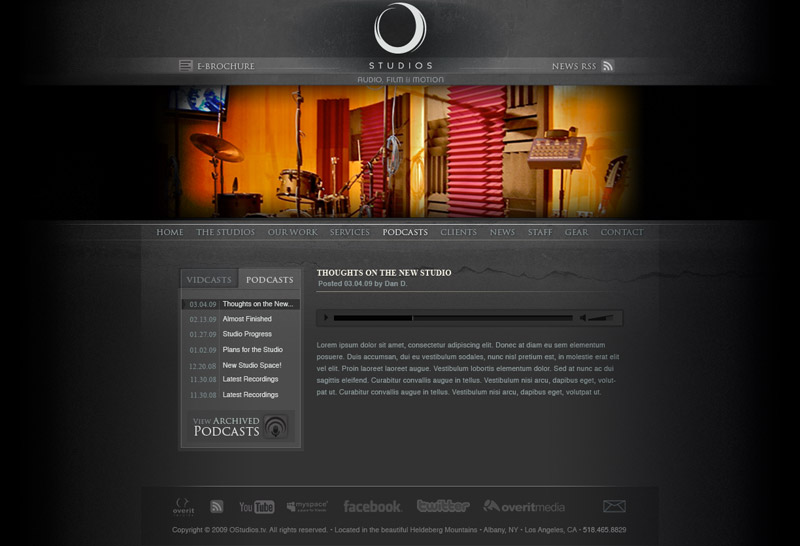 E-BROCHURE
STUDIOS
AUDIO, FILM & MOTION
NEWS RSS
HOME THE STUDIOS OUR WORK SERVICES PODCASTS CLIENTS NEWS STAFF GEAR CONTACT
VIDCASTS PODCASTS
03.04.09 Thoughts on the New...
02.13.09 Almost Finished
01.27.09 Studio Progress
01.02.09 Plans for the Studio
12.20.08 New Studio Space!
11.30.08 Latest Recordings
11.30.08 Latest Recordings
VIEW ARCHIVED
PODCASTS
THOUGHTS ON THE NEW STUDIO
Posted 03.04.09 by Dan D.
Lorem ipsum dolor sit amet, consectetur adipiscing elit. Donec at diam eu sem elementum
posuere. Duis accumsan, dui eu vestibulum sodales, nunc nisl pretium est, in molestie erat elit
vel elit. Proin laoreet laoreet augue. Vestibulum lobortis elementum dolor. Sed at nunc ac dui
sagittis eleifend. Curabitur convallis augue in tellus. Vestibulum nisi arcu, dapibus eget, volut-
pat ut. Curabitur convallis augue in tellus. Vestibulum nisi arcu, dapibus eget, volutpat ut.
overit
YouTube
myspace
facebook
twitter
overitmedia
Copyright © 2009 OStudios.tv. All rights reserved. • Located in the beautiful Heldeberg Mountains • Albany, NY • Los Angeles, CA • 518.465.8829